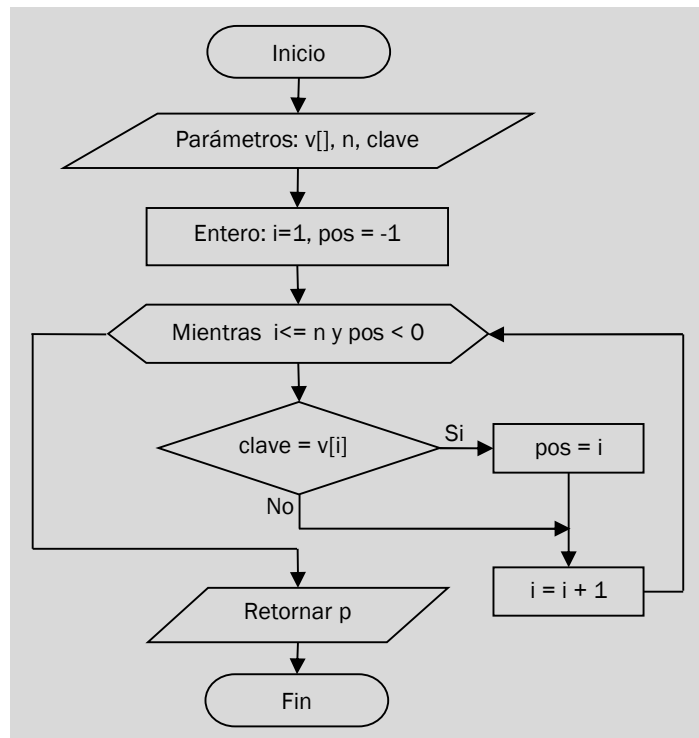 Inicio
Parámetros: v[], n, clave
Entero: i=1, pos = -1
Mientras i<= n y pos < 0
clave = v[i]
Si
pos = i
No
i = i + 1
Retornar p
Fin